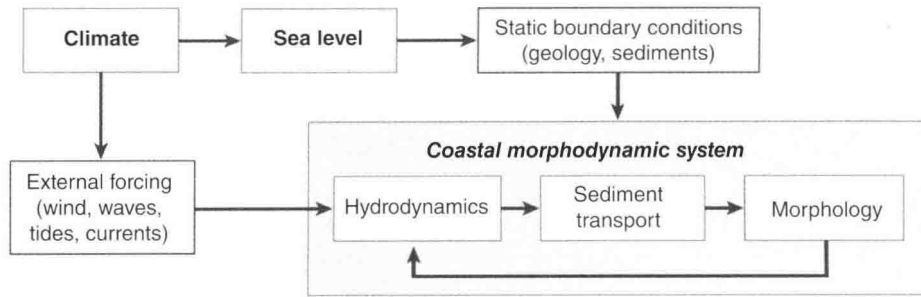 Climate
Sea level
Static boundary conditions
(geology, sediments)
Coastal morphodynamic system
External forcing
(wind, waves,
tides, currents)
Hydrodynamics
Sediment
transport
Morphology